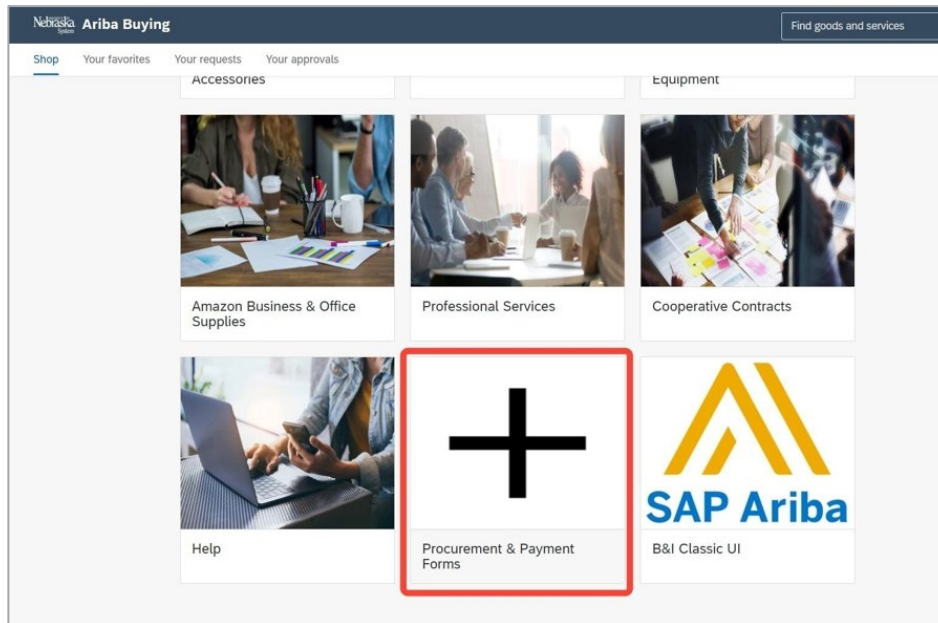 Nebraska
System
Ariba Buying
Find goods and services
Shop
Your favorites
Your requests
Your approvals
Accessories
Equipment
Amazon Business & Office
Supplies
Professional Services
Cooperative Contracts
Help
Procurement & Payment
Forms
SAP Ariba
B&I Classic UI